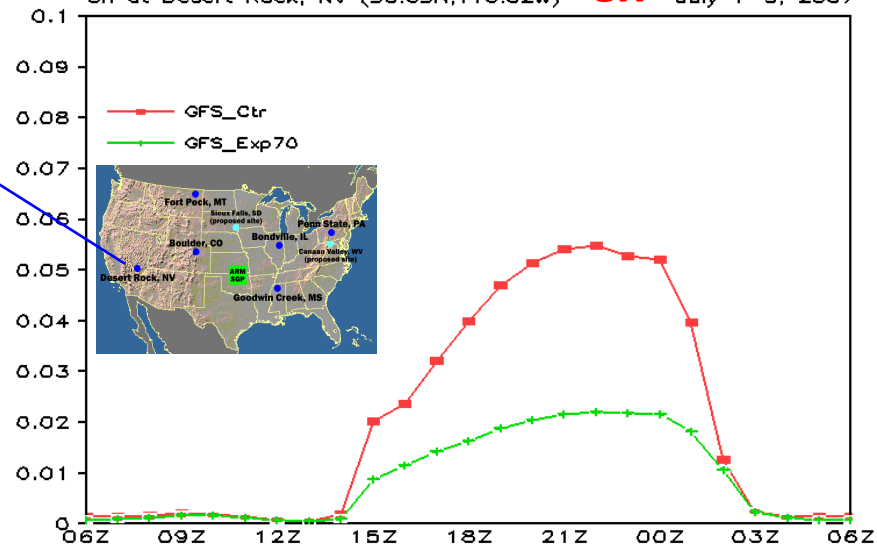 0.1
0.09
0.08
0.07
0.06
0.05
0.04
0.03
0.02
0.01
0
GFS_Ctr
GFS_Exp70
Fort Peck, MT
Sioux Falls, SD
(proposed site)
Penn State, PA
Boulder, CO
Bondville, IL
Canaan Valley, WV
(proposed site)
Desert Rock, NV
ARM
SGP
Goodwin Creek, MS
06Z 09Z 12Z 15Z 18Z 21Z 00Z 03Z 06Z